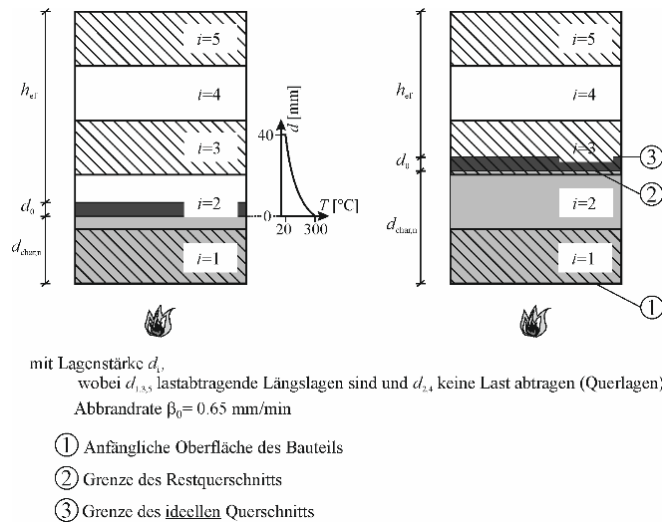 i=5
i=4
i=3
i=2
i=1
h_ef
d_0
d_char,n
d [mm]
40
0
T [°C]
20
300
i=5
i=4
i=3
i=2
i=1
h_ef
d_0
d_char,n
③
②
①
mit Lagenstärke d_i,
wobei d_1,3,5 lastabtragende Längslagen sind und d_2,4 keine Last abtragen (Querlagen)
Abbrandrate β_0= 0.65 mm/min
① Anfängliche Oberfläche des Bauteils
② Grenze des Restquerschnitts
③ Grenze des ideellen Querschnitts